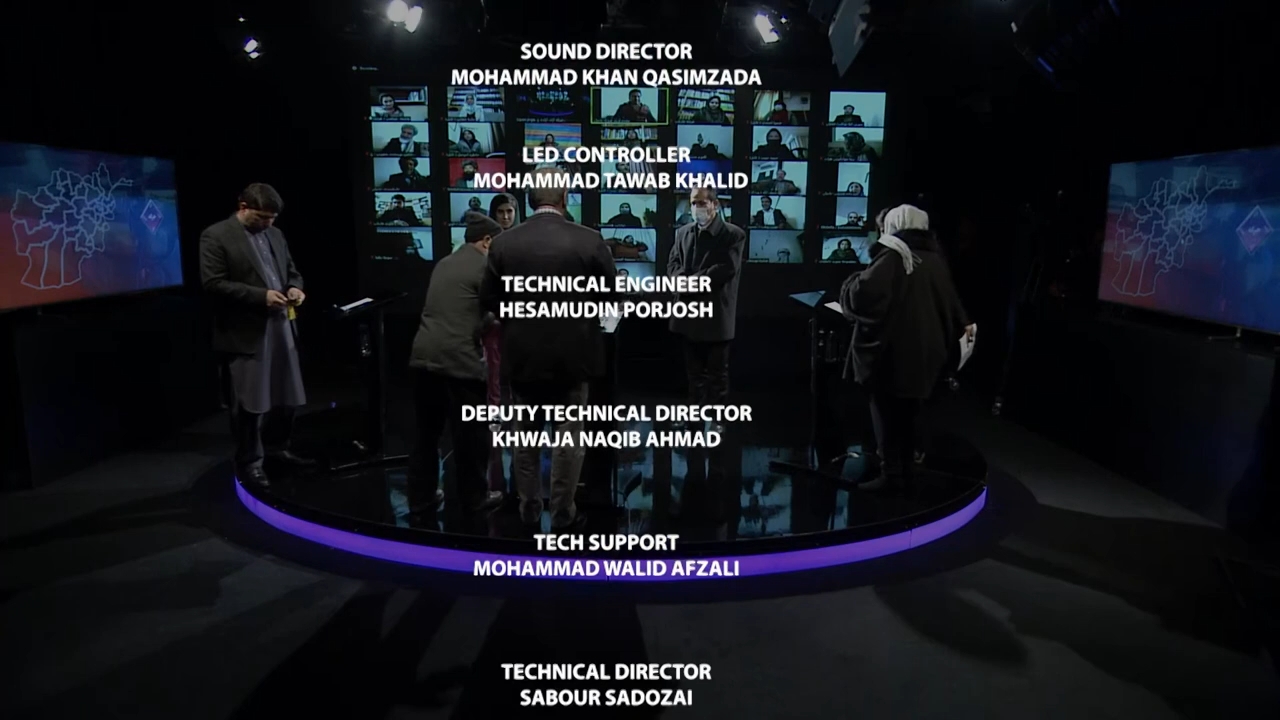 SOUND DIRECTOR
MOHAMMAD KHAN QASIMZADA
LED CONTROLLER
MOHAMMAD TAWAB KHALID
TECHNICAL ENGINEER
HESAMUDIN PORJOSH
DEPUTY TECHNICAL DIRECTOR
KHWAJA NAQIB AHMAD
TECH SUPPORT
MOHAMMAD WALID AFZALI
TECHNICAL DIRECTOR
SABOUR SADOZAI